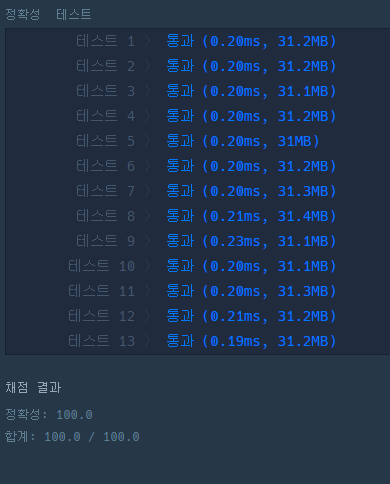 정확성 테스트
테스트 1 〉 통과 (0.20ms, 31.2MB)
테스트 2 〉 통과 (0.20ms, 31.2MB)
테스트 3 〉 통과 (0.20ms, 31.1MB)
테스트 4 〉 통과 (0.20ms, 31.2MB)
테스트 5 〉 통과 (0.20ms, 31MB)
테스트 6 〉 통과 (0.20ms, 31.2MB)
테스트 7 〉 통과 (0.20ms, 31.3MB)
테스트 8 〉 통과 (0.21ms, 31.4MB)
테스트 9 〉 통과 (0.23ms, 31.1MB)
테스트 10 〉 통과 (0.20ms, 31.1MB)
테스트 11 〉 통과 (0.20ms, 31.3MB)
테스트 12 〉 통과 (0.21ms, 31.2MB)
테스트 13 〉 통과 (0.19ms, 31.2MB)
채점 결과
정확성: 100.0
합계: 100.0 / 100.0